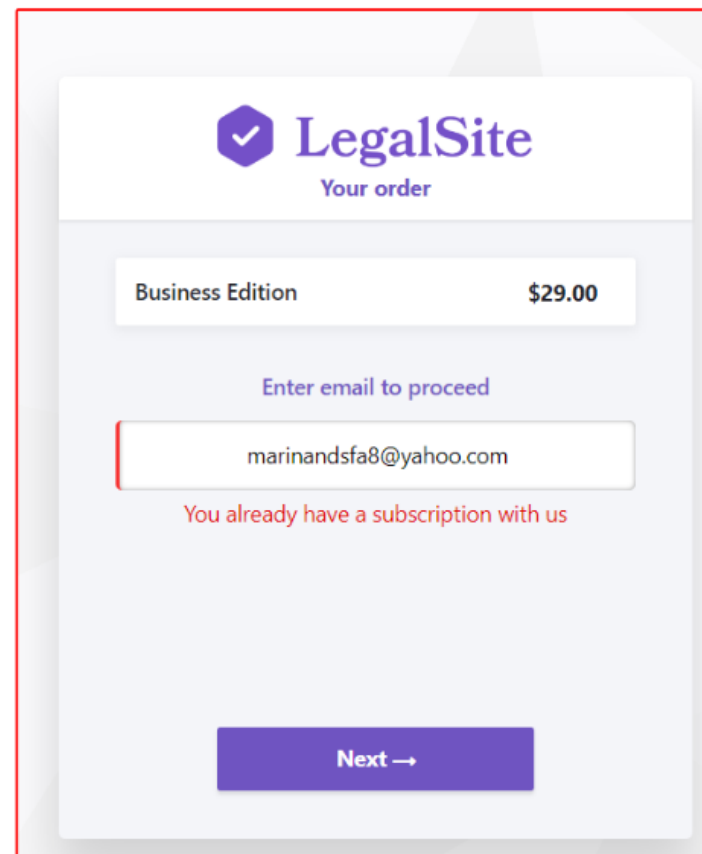 LegalSite
Your order
Business Edition $29.00
Enter email to proceed
marinandsfa8@yahoo.com
You already have a subscription with us
Next →